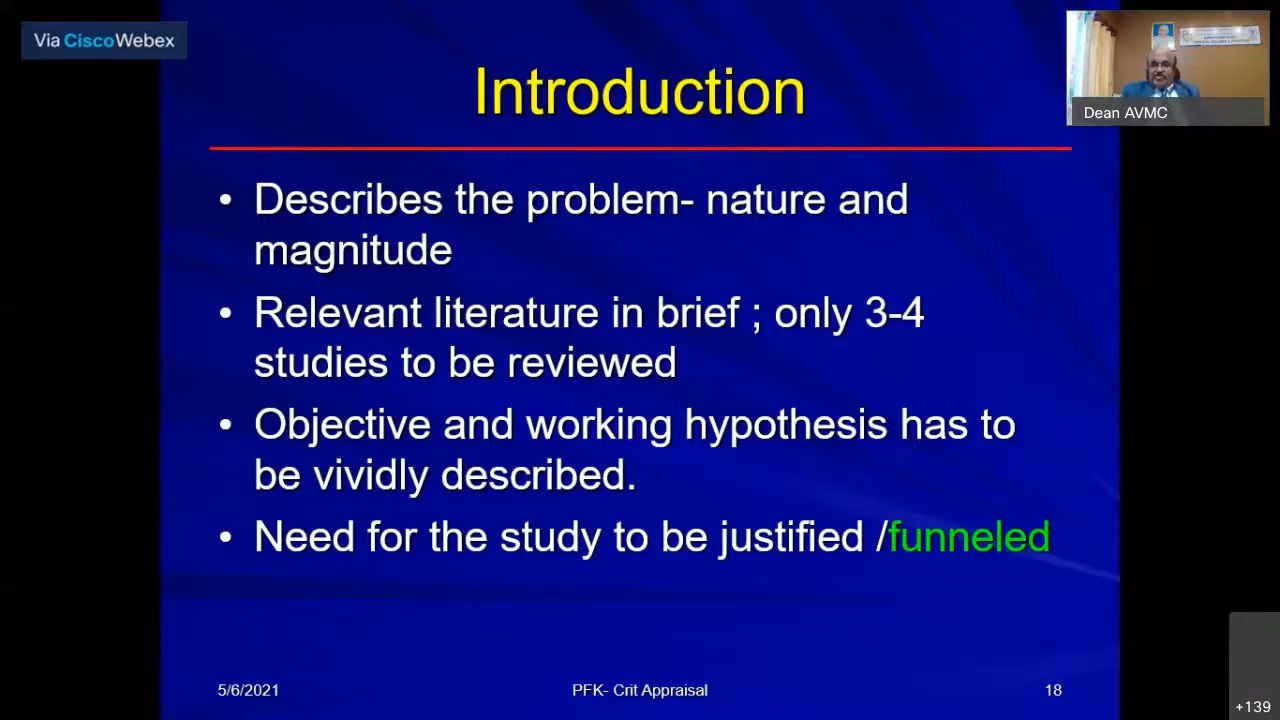 Via Cisco Webex
Introduction
Dean AVMC
• Describes the problem- nature and
magnitude
• Relevant literature in brief ; only 3-4
studies to be reviewed
• Objective and working hypothesis has to
be vividly described.
• Need for the study to be justified /funneled
5/6/2021
PFK- Crit Appraisal
18
+139